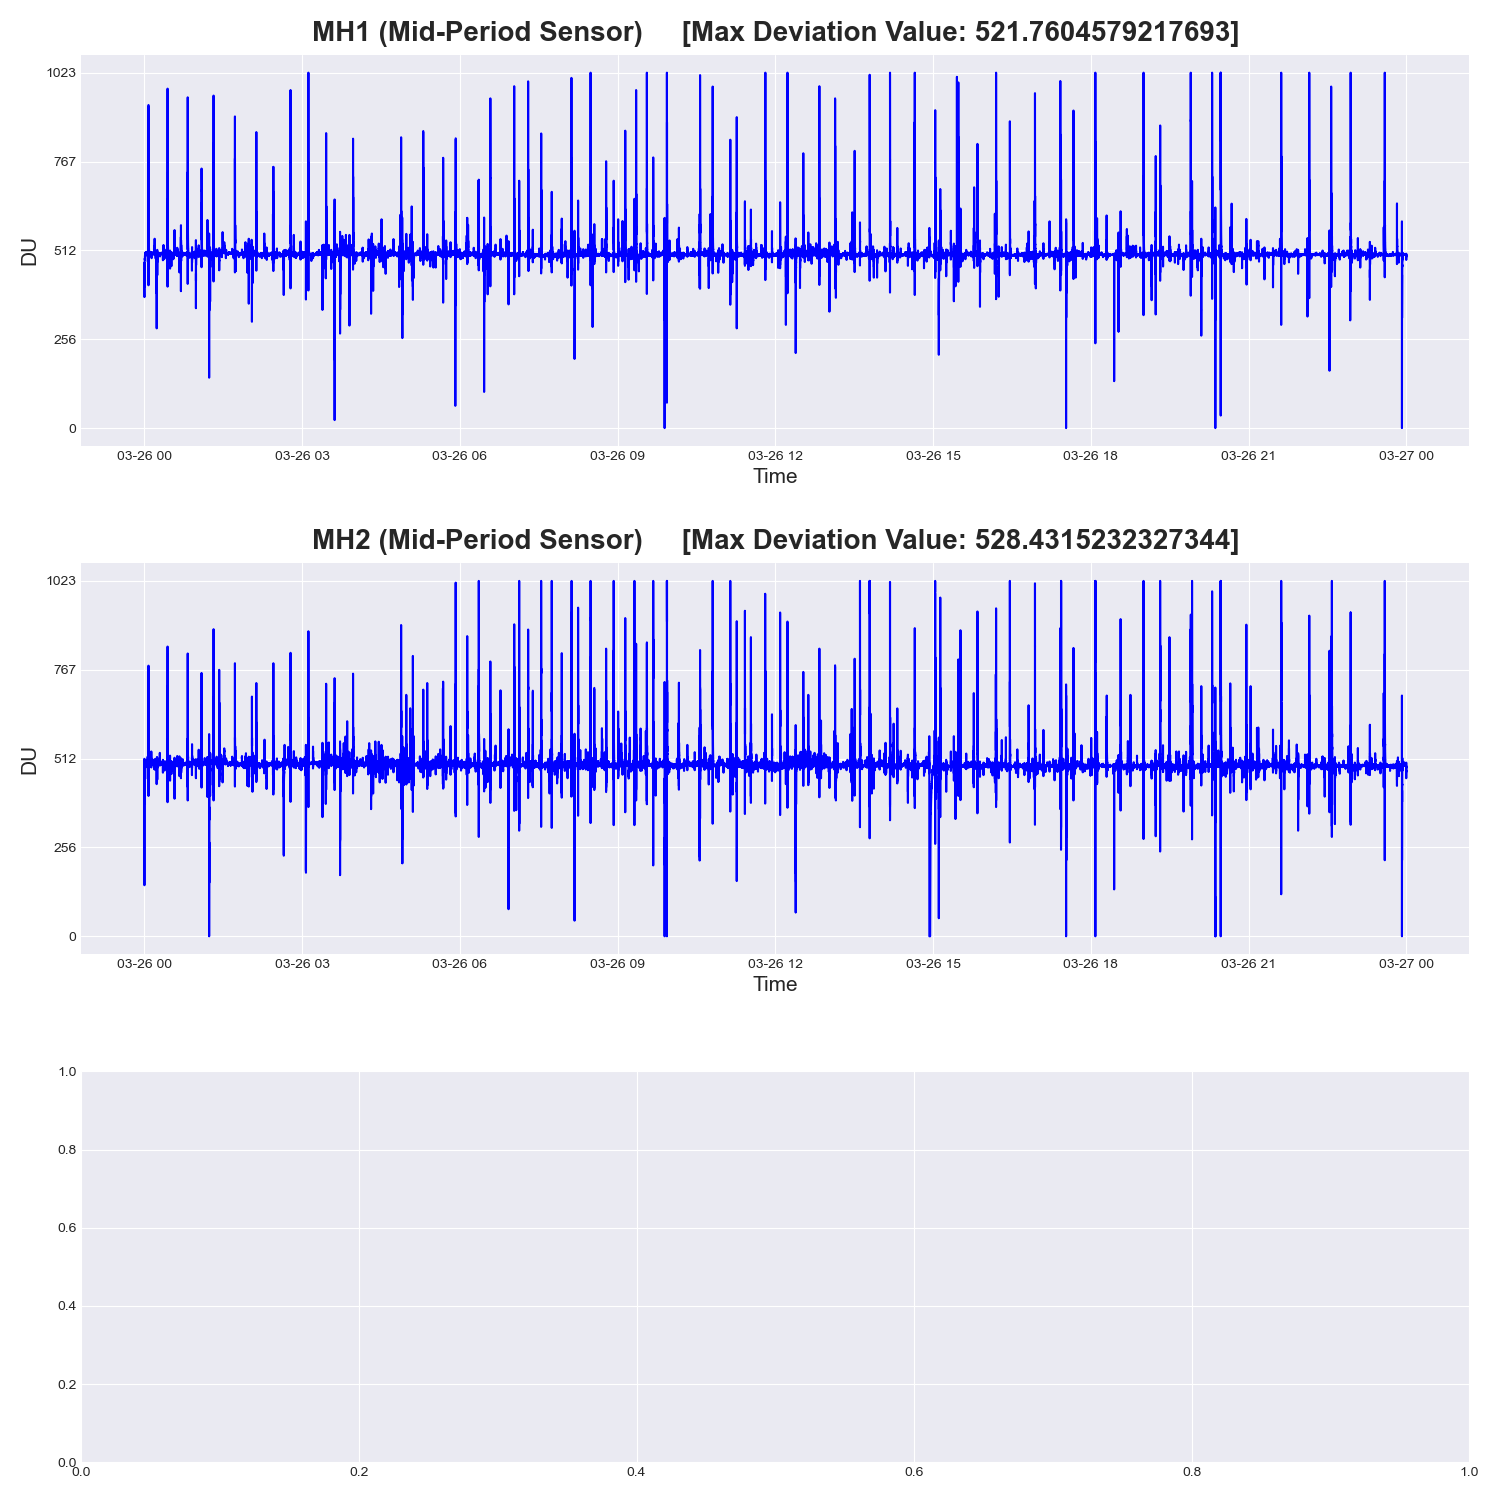 MH1 (Mid-Period Sensor)     [Max Deviation Value: 521.7604579217693]
1023
767
512
256
0
DU
03-26 00 03-26 03 03-26 06 03-26 09 03-26 12 03-26 15 03-26 18 03-26 21 03-27 00
Time
MH2 (Mid-Period Sensor)     [Max Deviation Value: 528.4315232327344]
1023
767
512
256
0
DU
03-26 00 03-26 03 03-26 06 03-26 09 03-26 12 03-26 15 03-26 18 03-26 21 03-27 00
Time
1.0
0.8
0.6
0.4
0.2
0.0
0.0 0.2 0.4 0.6 0.8 1.0